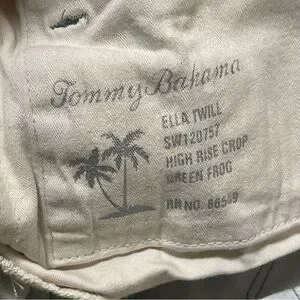 Tommy Bahama
ELLA TWILL
SW120757
HIGH RISE CROP
GREEN FROG
RN NO. 86549